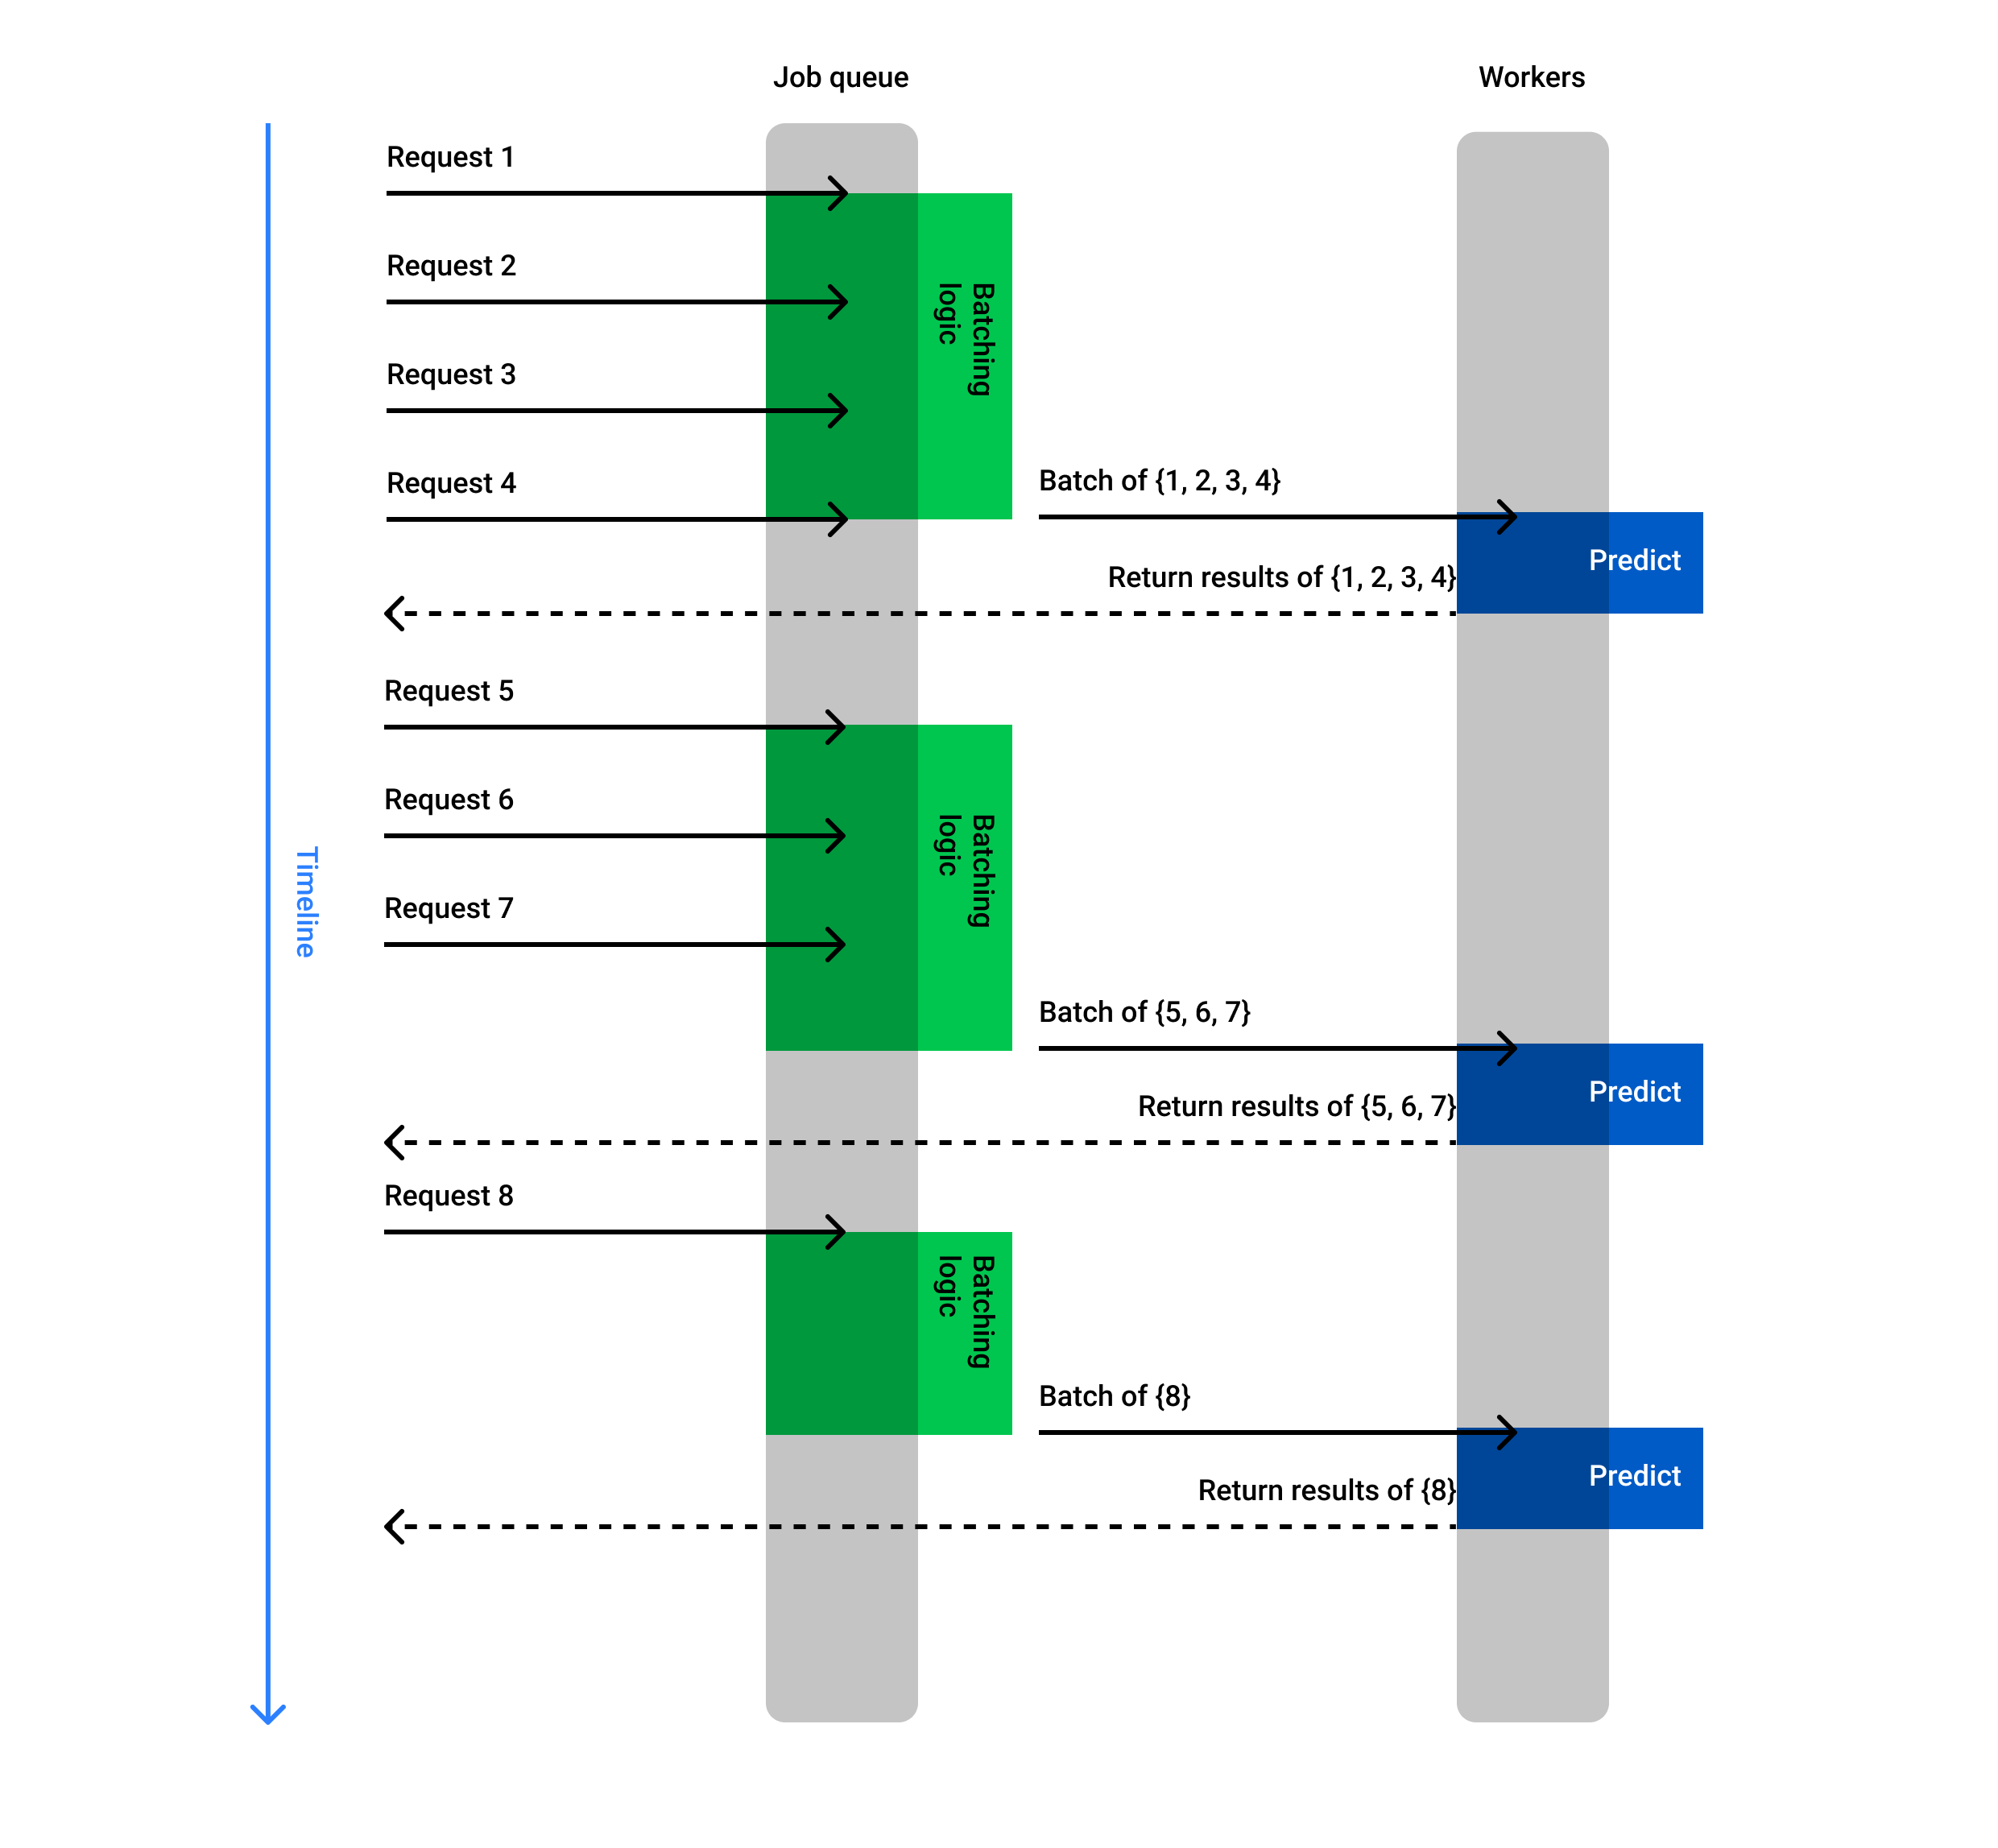 Job queue
Workers
Request 1
Request 2
Batching
logic
Request 3
Request 4
Batch of {1, 2, 3, 4}
Predict
Return results of {1, 2, 3, 4}
Request 5
Request 6
Batching
logic
Timeline
Request 7
Batch of {5, 6, 7}
Predict
Return results of {5, 6, 7}
Request 8
Batching
logic
Batch of {8}
Predict
Return results of {8}